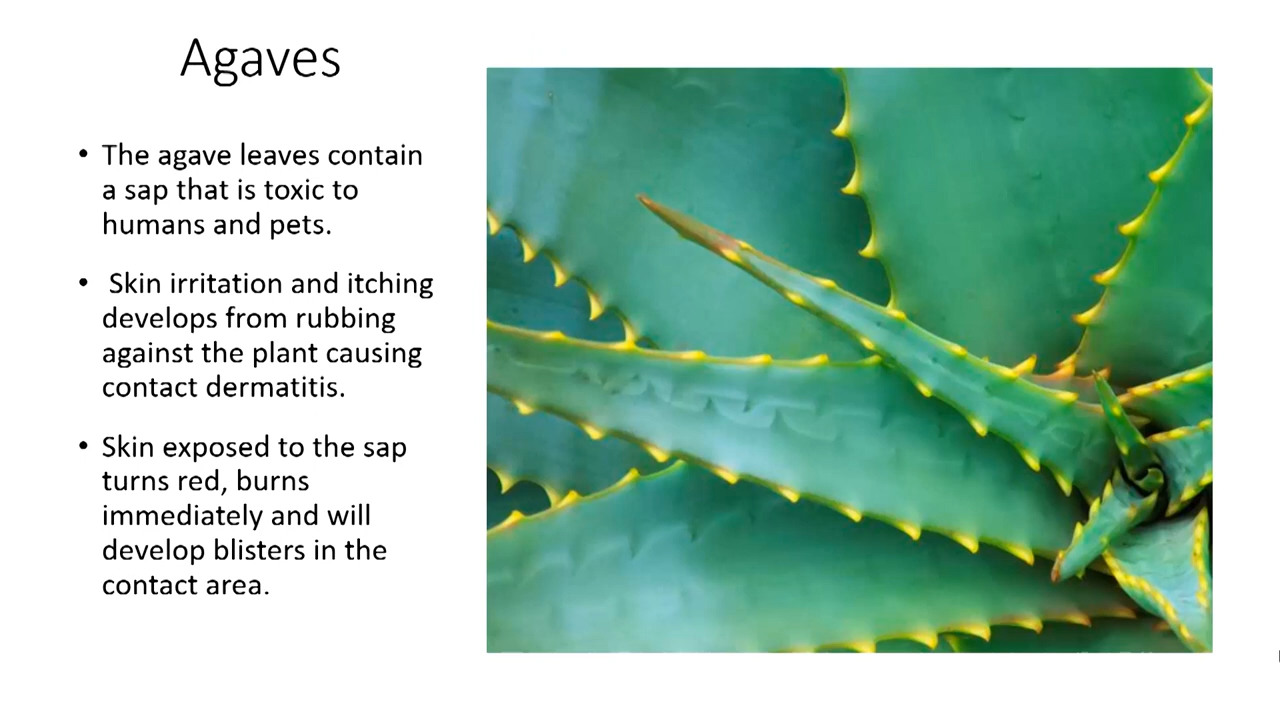 Agaves
• The agave leaves contain
a sap that is toxic to
humans and pets.
• Skin irritation and itching
develops from rubbing
against the plant causing
contact dermatitis.
• Skin exposed to the sap
turns red, burns
immediately and will
develop blisters in the
contact area.